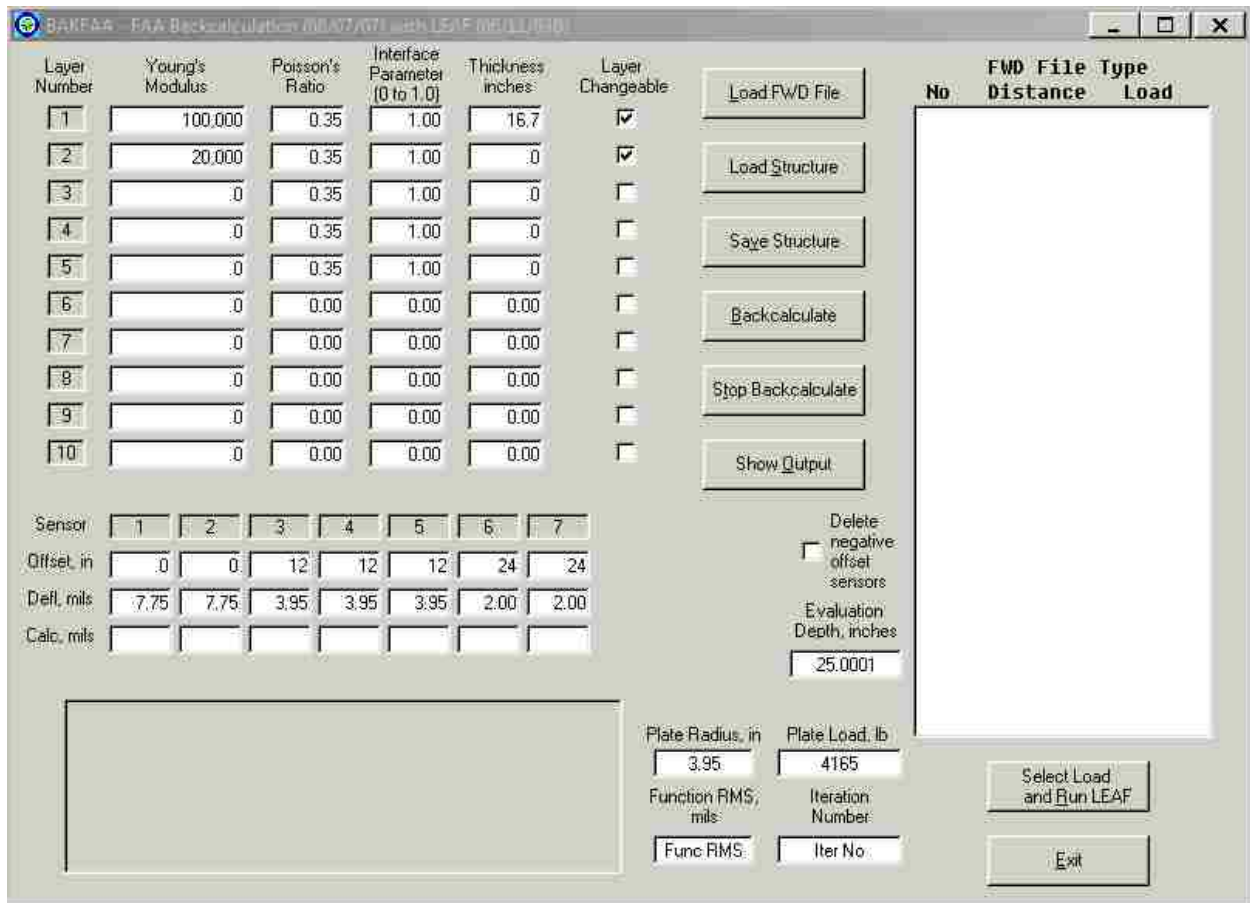 BAKFAA - FAA Backcalculation
Layer Number Young's Modulus Poisson's Ratio Interface Parameter (0 to 1.0) Thickness inches Layer Changeable
1 100,000 0.35 1.00 16.7
2 20,000 0.35 1.00 .0
3 .0 0.35 1.00 .0
4 .0 0.35 1.00 .0
5 .0 0.35 1.00 .0
6 .0 0.00 0.00 0.00
7 .0 0.00 0.00 0.00
8 .0 0.00 0.00 0.00
9 .0 0.00 0.00 0.00
10 .0 0.00 0.00 0.00
Load FWD File
Load Structure
Save Structure
Backcalculate
Stop Backcalculate
Show Output
FWD File Type
No Distance Load
Sensor 1 2 3 4 5 6 7
Offset, in 0 0 12 12 12 24 24
Defl, mils 7.75 7.75 3.95 3.95 3.95 2.00 2.00
Calc, mils
Delete
negative
offset
sensors
Evaluation
Depth, inches
25.0001
Plate Radius, in Plate Load, lb
3.95 4165
Function RMS, mils Iteration Number
Func RMS Iter No
Select Load
and Run LEAF
Exit